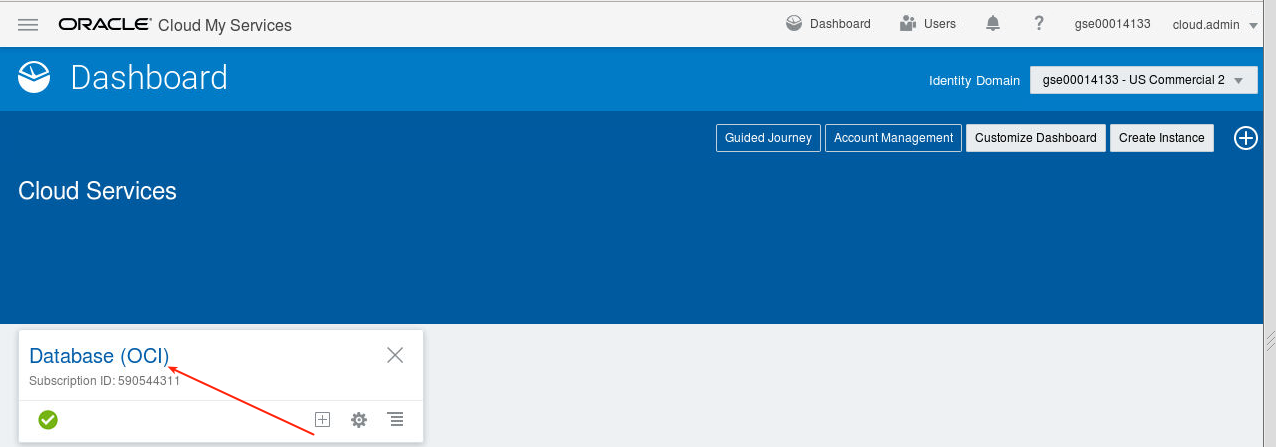 ORACLE Cloud My Services Dashboard Users ? gse00014133 cloud.admin
Dashboard Identity Domain gse00014133 - US Commercial 2
Guided Journey Account Management Customize Dashboard Create Instance
Cloud Services
Database (OCI)
Subscription ID: 590544311